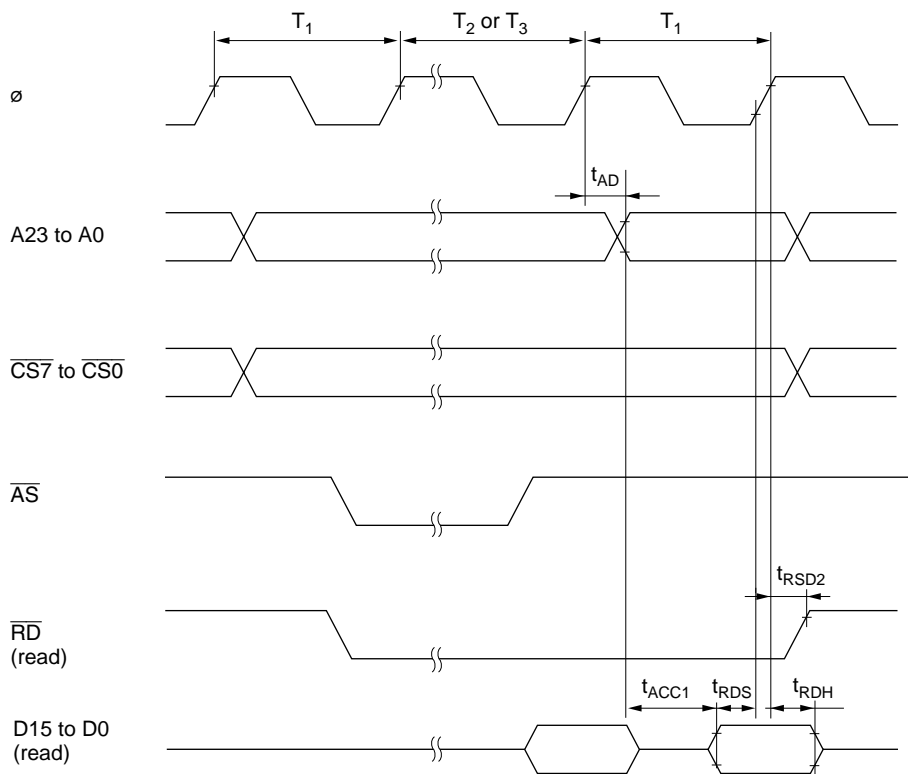 T1 T2 or T3 T1
ø
tAD
A23 to A0
CS7 to CS0
AS
tRSD2
RD
(read)
tACC1 tRDS tRDH
D15 to D0
(read)